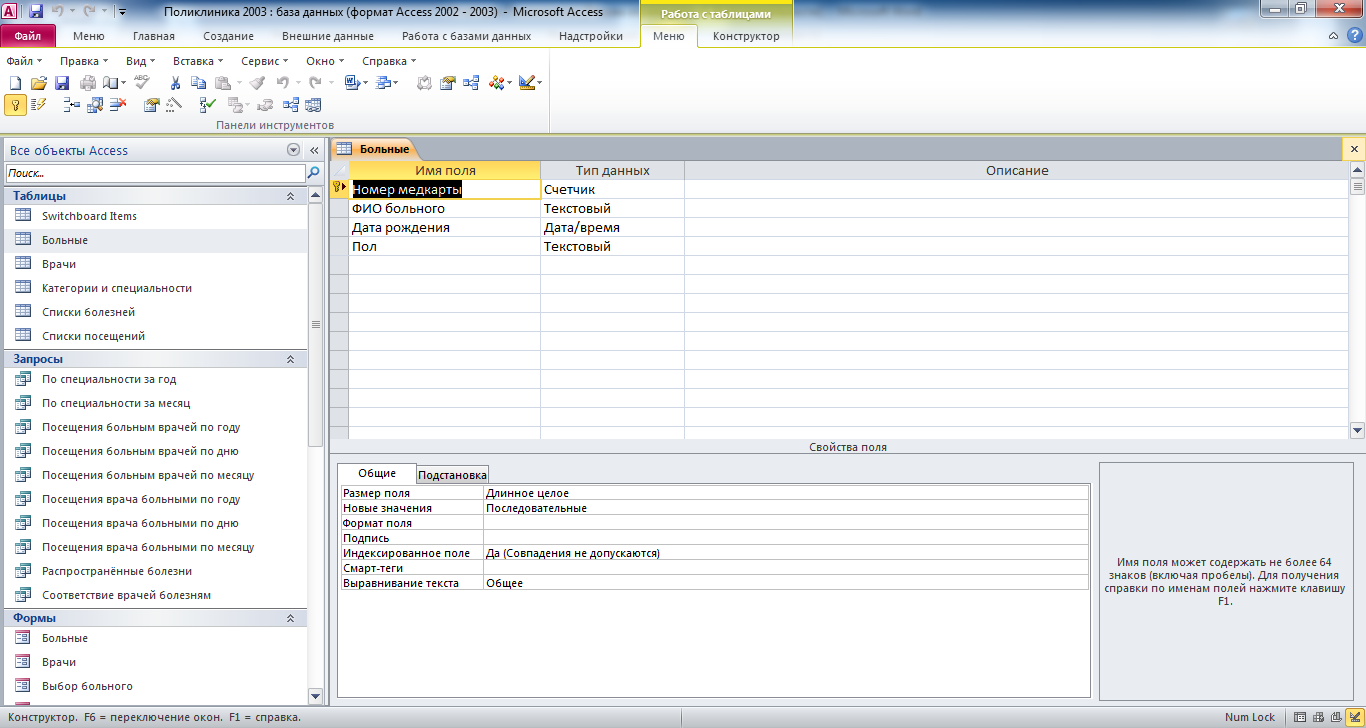 Поликлиника 2003 : база данных (формат Access 2002 - 2003) - Microsoft Access
Работа с таблицами
Файл Меню Главная Создание Внешние данные Работа с базами данных Надстройки Меню Конструктор
Файл Правка Вид Вставка Сервис Окно Справка
Панели инструментов
Все объекты Access
Поиск...
Таблицы
Switchboard Items
Больные
Врачи
Категории и специальности
Списки болезней
Списки посещений
Запросы
По специальности за год
По специальности за месяц
Посещения больным врачей по году
Посещения больным врачей по дню
Посещения больным врачей по месяцу
Посещения врача больными по году
Посещения врача больными по дню
Посещения врача больными по месяцу
Распространённые болезни
Соответствие врачей болезням
Формы
Больные
Врачи
Выбор больного
Больные
Имя поля Тип данных Описание
Номер медкарты Счетчик
ФИО больного Текстовый
Дата рождения Дата/время
Пол Текстовый
Свойства поля
Общие Подстановка
Размер поля Длинное целое
Новые значения Последовательные
Формат поля
Подпись
Индексированное поле Да (Совпадения не допускаются)
Смарт-теги
Выравнивание текста Общее
Имя поля может содержать не более 64
знаков (включая пробелы). Для получения
справки по именам полей нажмите клавишу
F1.
Конструктор. F6 = переключение окон. F1 = справка.
Num Lock